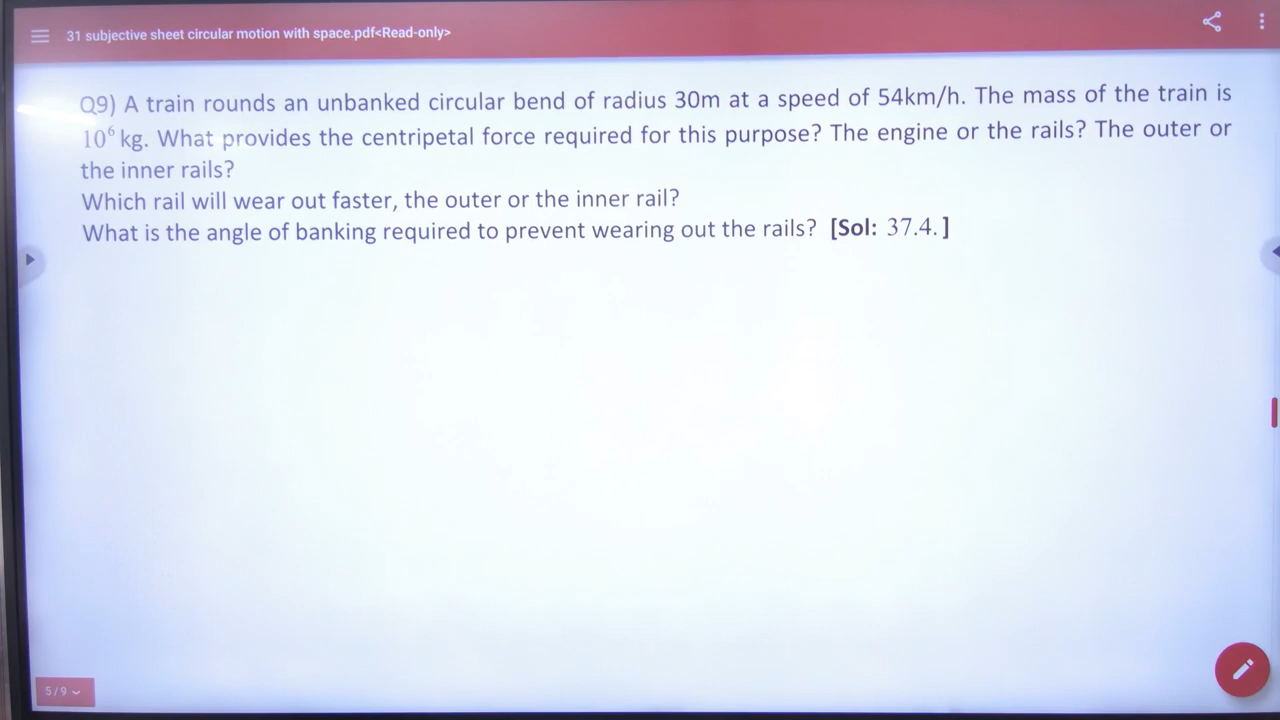 31 subjective sheet circular motion with space.pdf<Read-only>
Q9) A train rounds an unbanked circular bend of radius 30m at a speed of 54km/h. The mass of the train is
10⁶ kg. What provides the centripetal force required for this purpose? The engine or the rails? The outer or
the inner rails?
Which rail will wear out faster, the outer or the inner rail?
What is the angle of banking required to prevent wearing out the rails? [Sol: 37.4.]
5/9